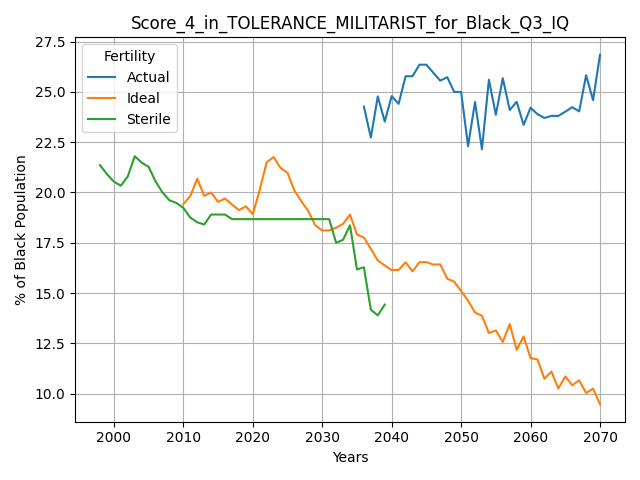 Score_4_in_TOLERANCE_MILITARIST_for_Black_Q3_IQ
27.5
25.0
22.5
20.0
17.5
15.0
12.5
10.0
% of Black Population
Fertility
Actual
Ideal
Sterile
2000 2010 2020 2030 2040 2050 2060 2070
Years